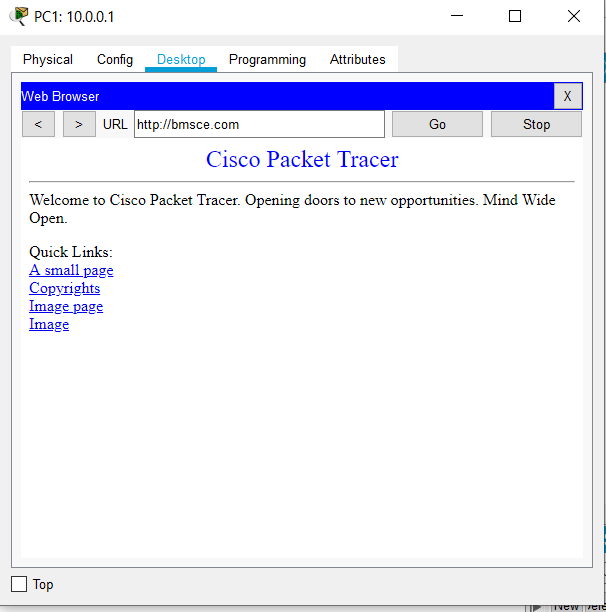 PC1: 10.0.0.1
Physical Config Desktop Programming Attributes
Web Browser X
< > URL http://bmsce.com Go Stop
Cisco Packet Tracer
Welcome to Cisco Packet Tracer. Opening doors to new opportunities. Mind Wide
Open.
Quick Links:
A small page
Copyrights
Image page
Image
Top
New